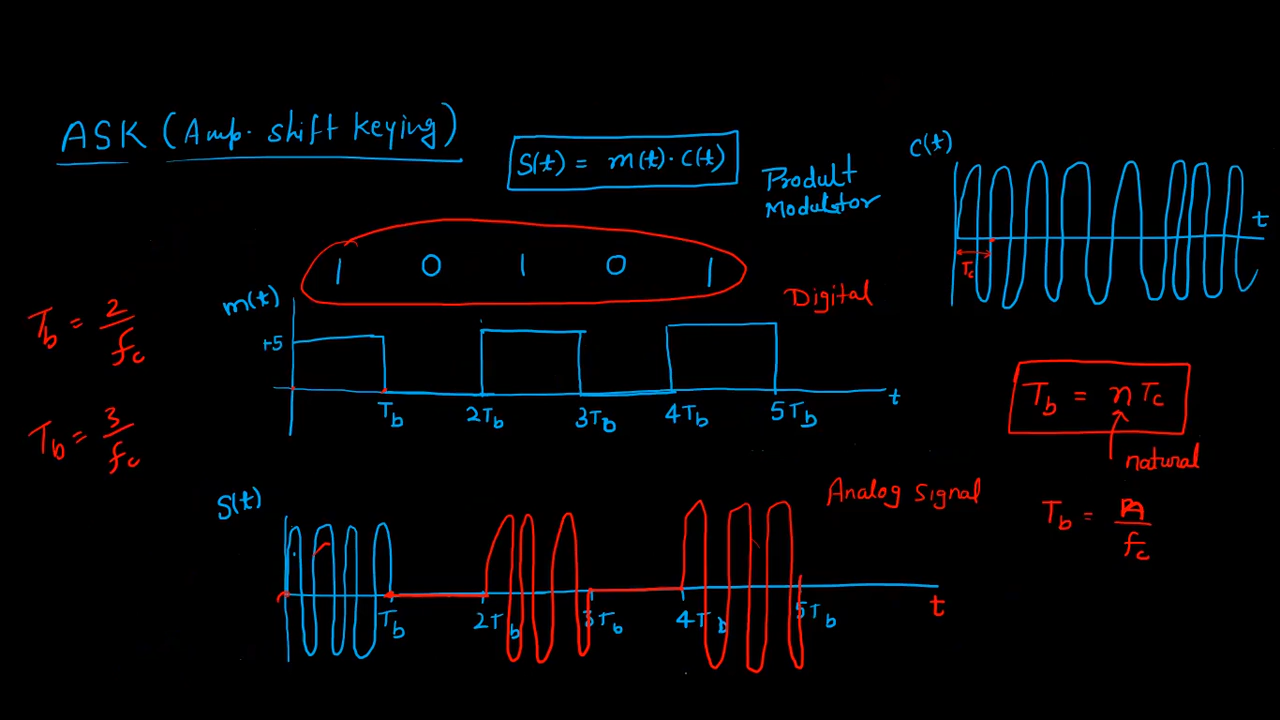 ASK (Amp. shift keying)
S(t) = m(t)·c(t)
Prodult
Modulator
c(t)
t
Tc
1 0 1 0 1
Digital
m(t)
+5
Tb 2Tb 3Tb 4Tb 5Tb
t
Tb = 2/fc
Tb = 3/fc
Tb = n Tc
natural
Tb = n/fc
Analog Signal
S(t)
Tb 2Tb 3Tb 4Tb 5Tb
t